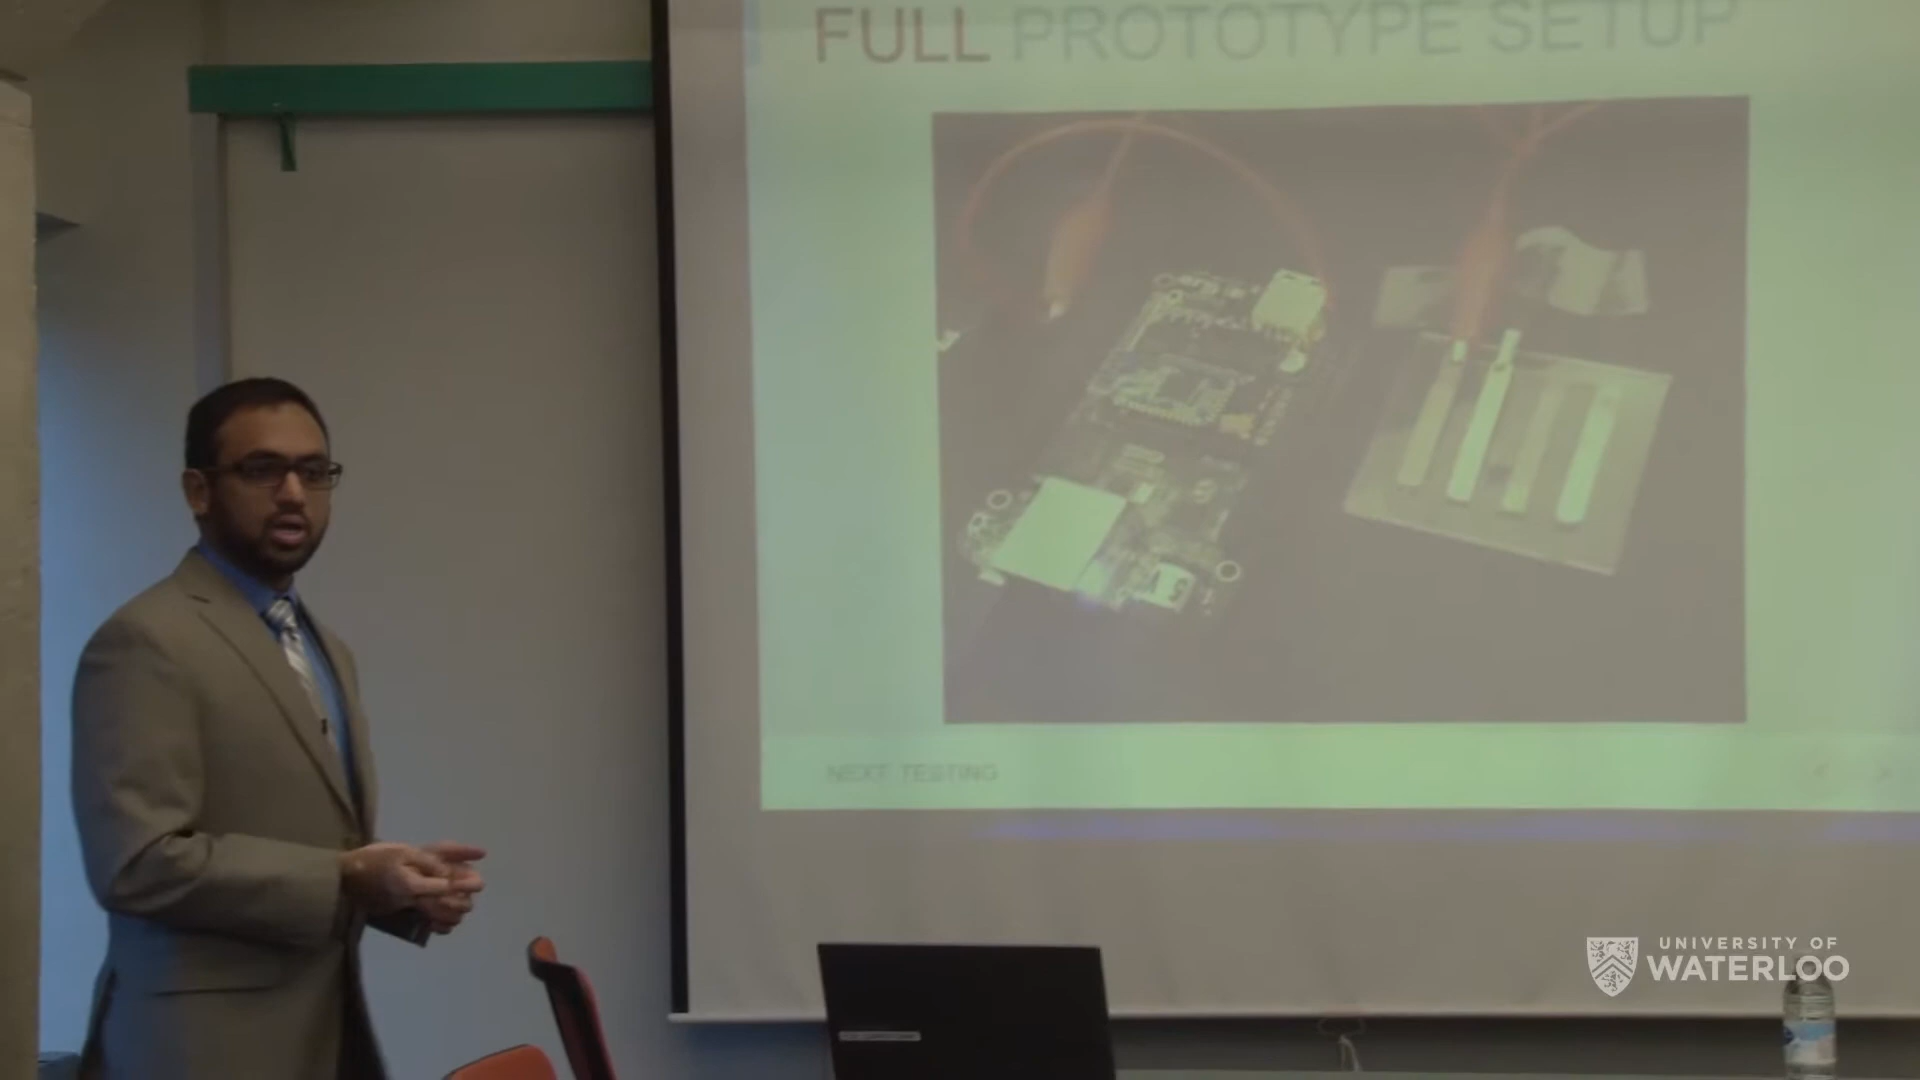 FULL PROTOTYPE SETUP
NEXT: TESTING
UNIVERSITY OF
WATERLOO